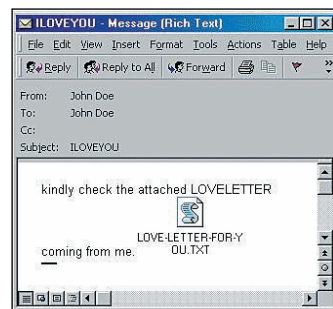 ILOVEYOU - Message (Rich Text)
File Edit View Insert Format Tools Actions Table Help
Reply Reply to All Forward
From: John Doe
To: John Doe
Cc:
Subject: ILOVEYOU
kindly check the attached LOVELETTER
LOVE-LETTER-FOR-Y
OU.TXT
coming from me.